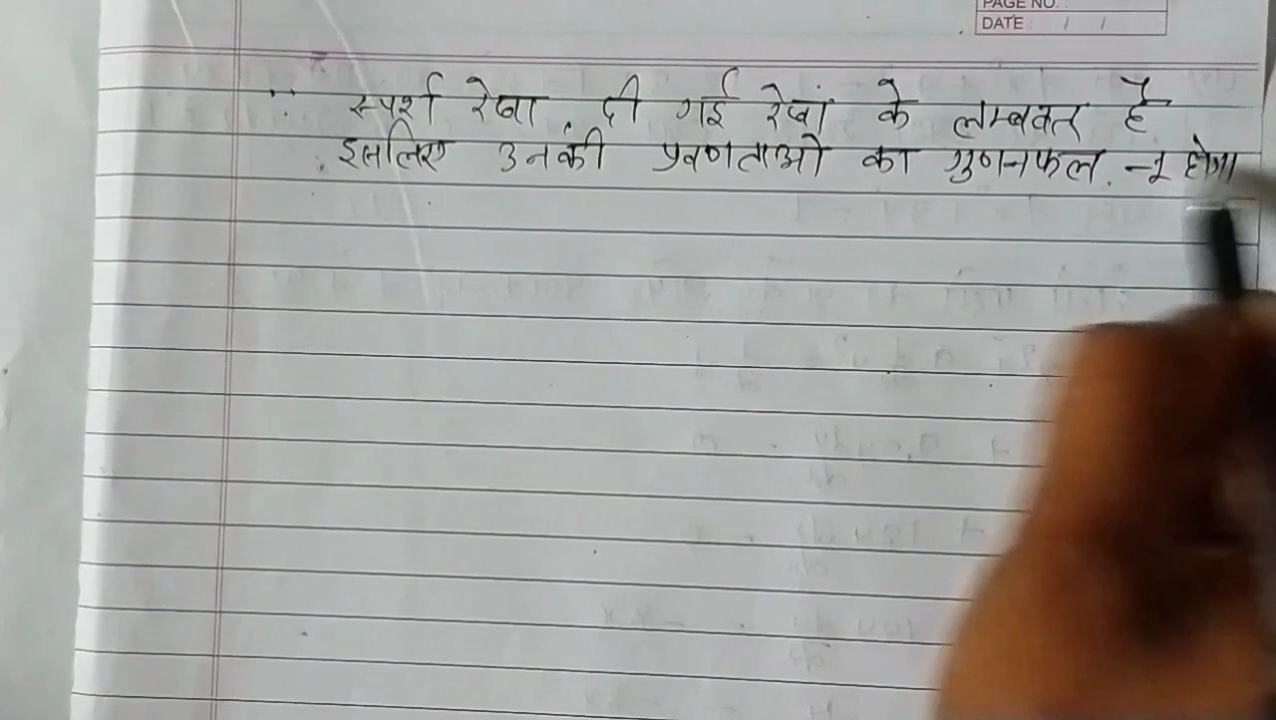 PAGE NO.
DATE : / /
∵ स्पर्श रेखा दी गई रेखा के लम्बवत है
इसलिए उनकी प्रवणताओ का गुणनफल -1 होगा